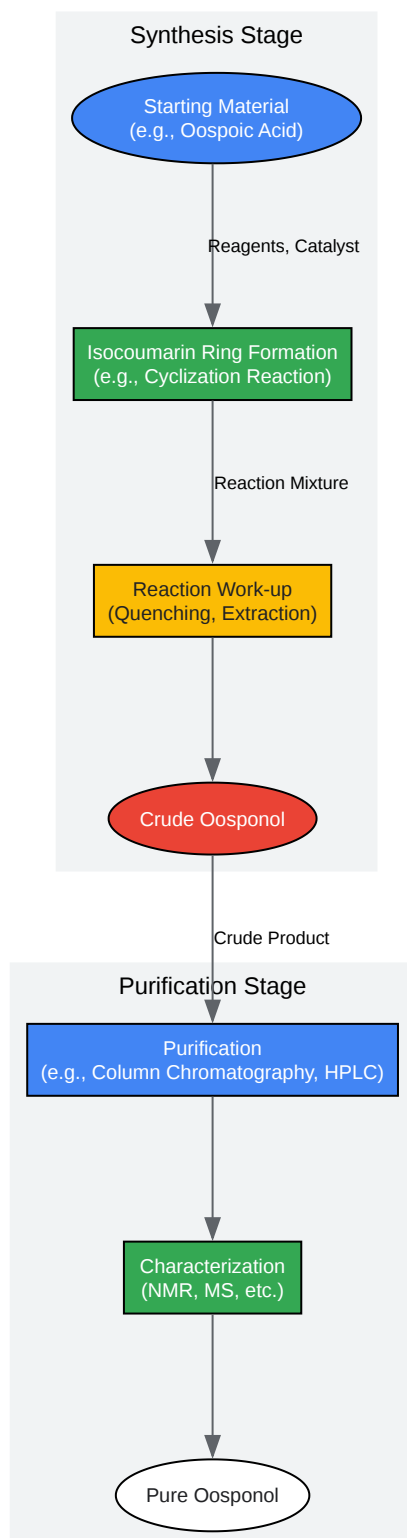 Synthesis Stage
Starting Material
(e.g., Oospoic Acid)
Reagents, Catalyst
Isocoumarin Ring Formation
(e.g., Cyclization Reaction)
Reaction Mixture
Reaction Work-up
(Quenching, Extraction)
Crude Oosponol
Crude Product
Purification Stage
Purification
(e.g., Column Chromatography, HPLC)
Characterization
(NMR, MS, etc.)
Pure Oosponol